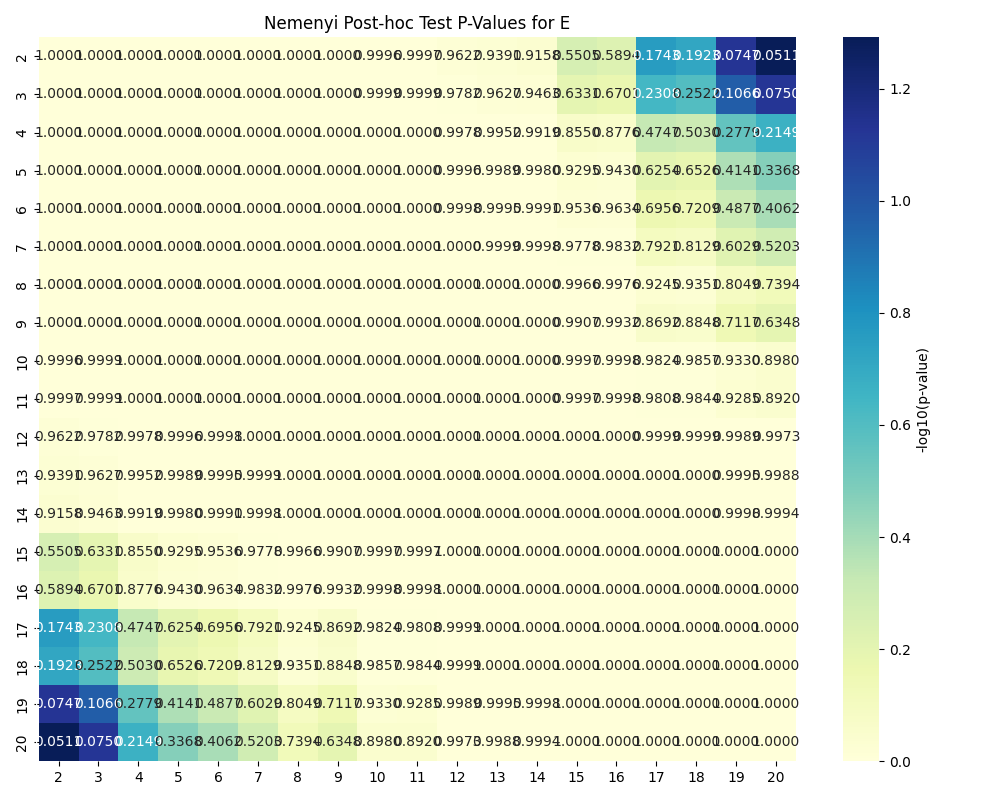 Nemenyi Post-hoc Test P-Values for E
2 1.0000 1.0000 1.0000 1.0000 1.0000 1.0000 1.0000 1.0000 0.9996 0.9997 0.9622 0.9391 0.9158 0.5505 0.5894 0.1743 0.1923 0.0747 0.0511
3 1.0000 1.0000 1.0000 1.0000 1.0000 1.0000 1.0000 1.0000 0.9999 0.9999 0.9782 0.9627 0.9463 0.6331 0.6701 0.2308 0.2522 0.1066 0.0750
4 1.0000 1.0000 1.0000 1.0000 1.0000 1.0000 1.0000 1.0000 1.0000 1.0000 0.9978 0.9952 0.9919 0.8550 0.8776 0.4747 0.5030 0.2779 0.2149
5 1.0000 1.0000 1.0000 1.0000 1.0000 1.0000 1.0000 1.0000 1.0000 1.0000 0.9996 0.9989 0.9980 0.9295 0.9430 0.6254 0.6526 0.4141 0.3368
6 1.0000 1.0000 1.0000 1.0000 1.0000 1.0000 1.0000 1.0000 1.0000 1.0000 0.9998 0.9995 0.9991 0.9536 0.9634 0.6956 0.7209 0.4877 0.4062
7 1.0000 1.0000 1.0000 1.0000 1.0000 1.0000 1.0000 1.0000 1.0000 1.0000 1.0000 0.9999 0.9998 0.9778 0.9832 0.7921 0.8129 0.6029 0.5203
8 1.0000 1.0000 1.0000 1.0000 1.0000 1.0000 1.0000 1.0000 1.0000 1.0000 1.0000 1.0000 1.0000 0.9966 0.9976 0.9245 0.9351 0.8049 0.7394
9 1.0000 1.0000 1.0000 1.0000 1.0000 1.0000 1.0000 1.0000 1.0000 1.0000 1.0000 1.0000 1.0000 0.9907 0.9932 0.8692 0.8848 0.7117 0.6348
10 0.9996 0.9999 1.0000 1.0000 1.0000 1.0000 1.0000 1.0000 1.0000 1.0000 1.0000 1.0000 1.0000 0.9997 0.9998 0.9824 0.9857 0.9330 0.8980
11 0.9997 0.9999 1.0000 1.0000 1.0000 1.0000 1.0000 1.0000 1.0000 1.0000 1.0000 1.0000 1.0000 0.9997 0.9998 0.9808 0.9844 0.9285 0.8920
12 0.9622 0.9782 0.9978 0.9996 0.9998 1.0000 1.0000 1.0000 1.0000 1.0000 1.0000 1.0000 1.0000 1.0000 1.0000 0.9999 0.9999 0.9989 0.9973
13 0.9391 0.9627 0.9952 0.9989 0.9995 0.9999 1.0000 1.0000 1.0000 1.0000 1.0000 1.0000 1.0000 1.0000 1.0000 1.0000 1.0000 0.9995 0.9988
14 0.9158 0.9463 0.9919 0.9980 0.9991 0.9998 1.0000 1.0000 1.0000 1.0000 1.0000 1.0000 1.0000 1.0000 1.0000 1.0000 1.0000 0.9998 0.9994
15 0.5505 0.6331 0.8550 0.9295 0.9536 0.9778 0.9966 0.9907 0.9997 0.9997 1.0000 1.0000 1.0000 1.0000 1.0000 1.0000 1.0000 1.0000 1.0000
16 0.5894 0.6701 0.8776 0.9430 0.9634 0.9832 0.9976 0.9932 0.9998 0.9998 1.0000 1.0000 1.0000 1.0000 1.0000 1.0000 1.0000 1.0000 1.0000
17 0.1743 0.2308 0.4747 0.6254 0.6956 0.7921 0.9245 0.8692 0.9824 0.9808 0.9999 1.0000 1.0000 1.0000 1.0000 1.0000 1.0000 1.0000 1.0000
18 0.1923 0.2522 0.5030 0.6526 0.7209 0.8129 0.9351 0.8848 0.9857 0.9844 0.9999 1.0000 1.0000 1.0000 1.0000 1.0000 1.0000 1.0000 1.0000
19 0.0747 0.1066 0.2779 0.4141 0.4877 0.6029 0.8049 0.7117 0.9330 0.9285 0.9989 0.9995 0.9998 1.0000 1.0000 1.0000 1.0000 1.0000 1.0000
20 0.0511 0.0750 0.2149 0.3368 0.4062 0.5203 0.7394 0.6348 0.8980 0.8920 0.9973 0.9988 0.9994 1.0000 1.0000 1.0000 1.0000 1.0000 1.0000
2 3 4 5 6 7 8 9 10 11 12 13 14 15 16 17 18 19 20
1.2
1.0
0.8
0.6
0.4
0.2
0.0
-log10(p-value)